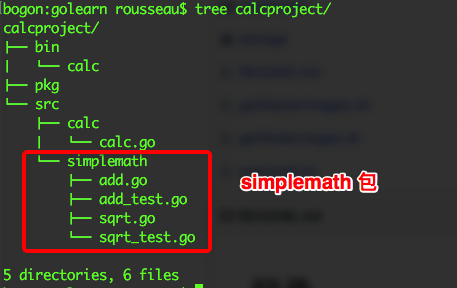 bogon:golearn rousseau$ tree calcproject/
calcproject/
├── bin
│   └── calc
├── pkg
└── src
    ├── calc
    │   └── calc.go
    └── simplemath
        ├── add.go
        ├── add_test.go
        ├── sqrt.go
        └── sqrt_test.go
simplemath 包
5 directories, 6 files